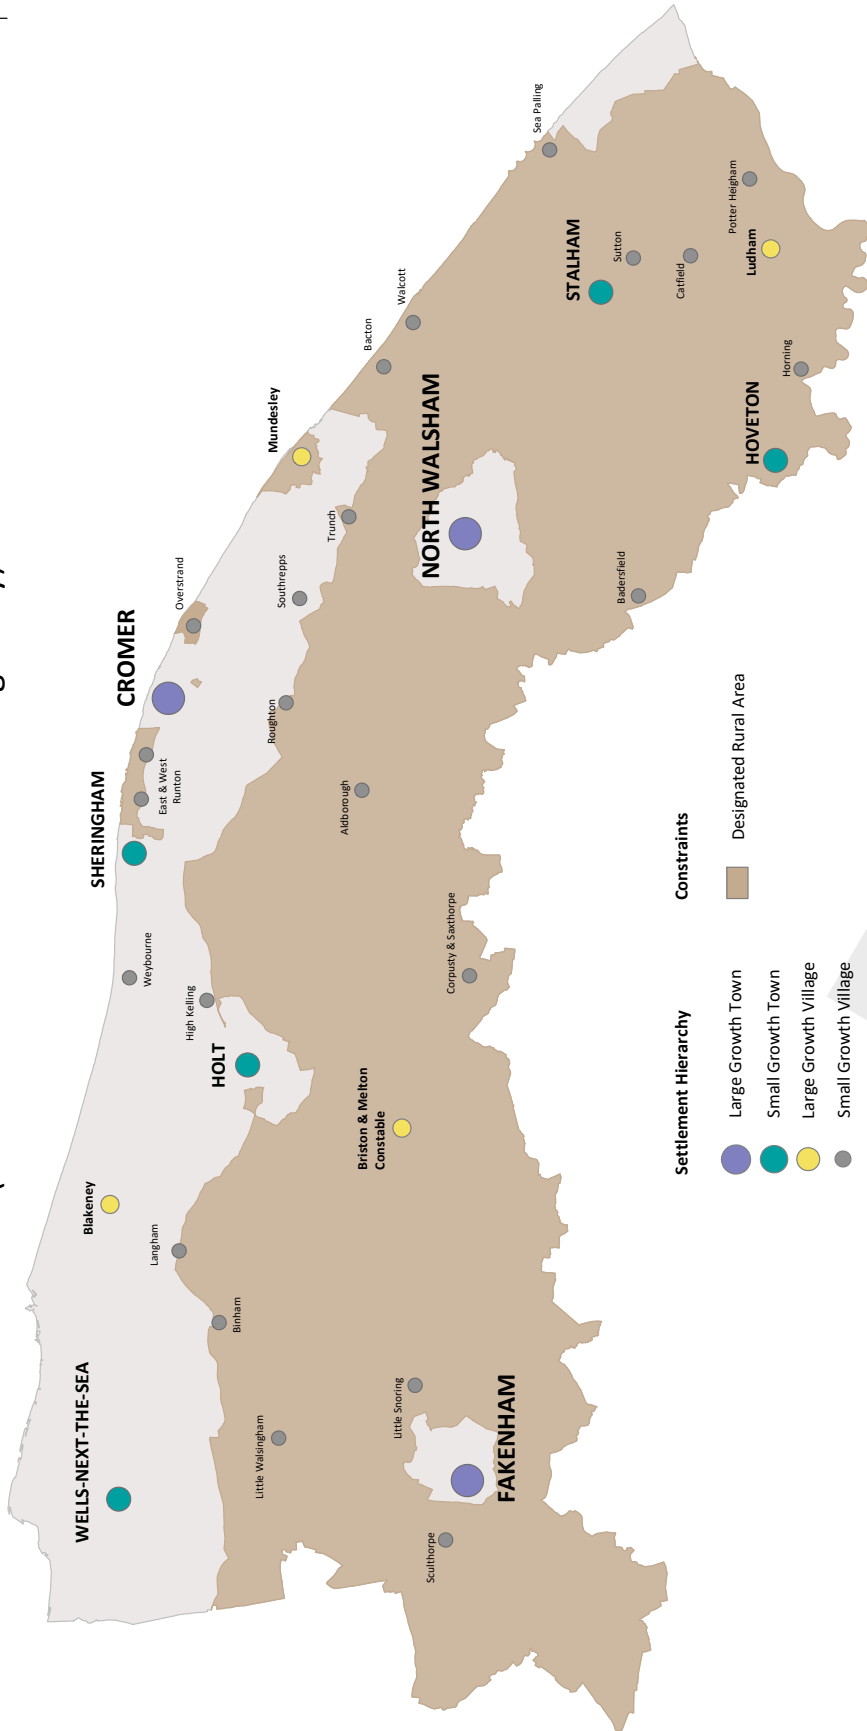 WELLS-NEXT-THE-SEA
Blakeney
Langham
Binham
Little Walsingham
Little Snoring
Sculthorpe
FAKENHAM
Weybourne
High Kelling
HOLT
Briston & Melton
Constable
Corpusty & Saxthorpe
SHERINGHAM
East & West
Runton
CROMER
Overstrand
Roughton
Aldborough
Southrepps
Trunch
Mundesley
NORTH WALSHAM
Bacton
Walcott
Badersfield
HOVETON
Horning
STALHAM
Sutton
Catfield
Ludham
Potter Heigham
Sea Palling
Settlement Hierarchy
Large Growth Town
Small Growth Town
Large Growth Village
Small Growth Village
Constraints
Designated Rural Area